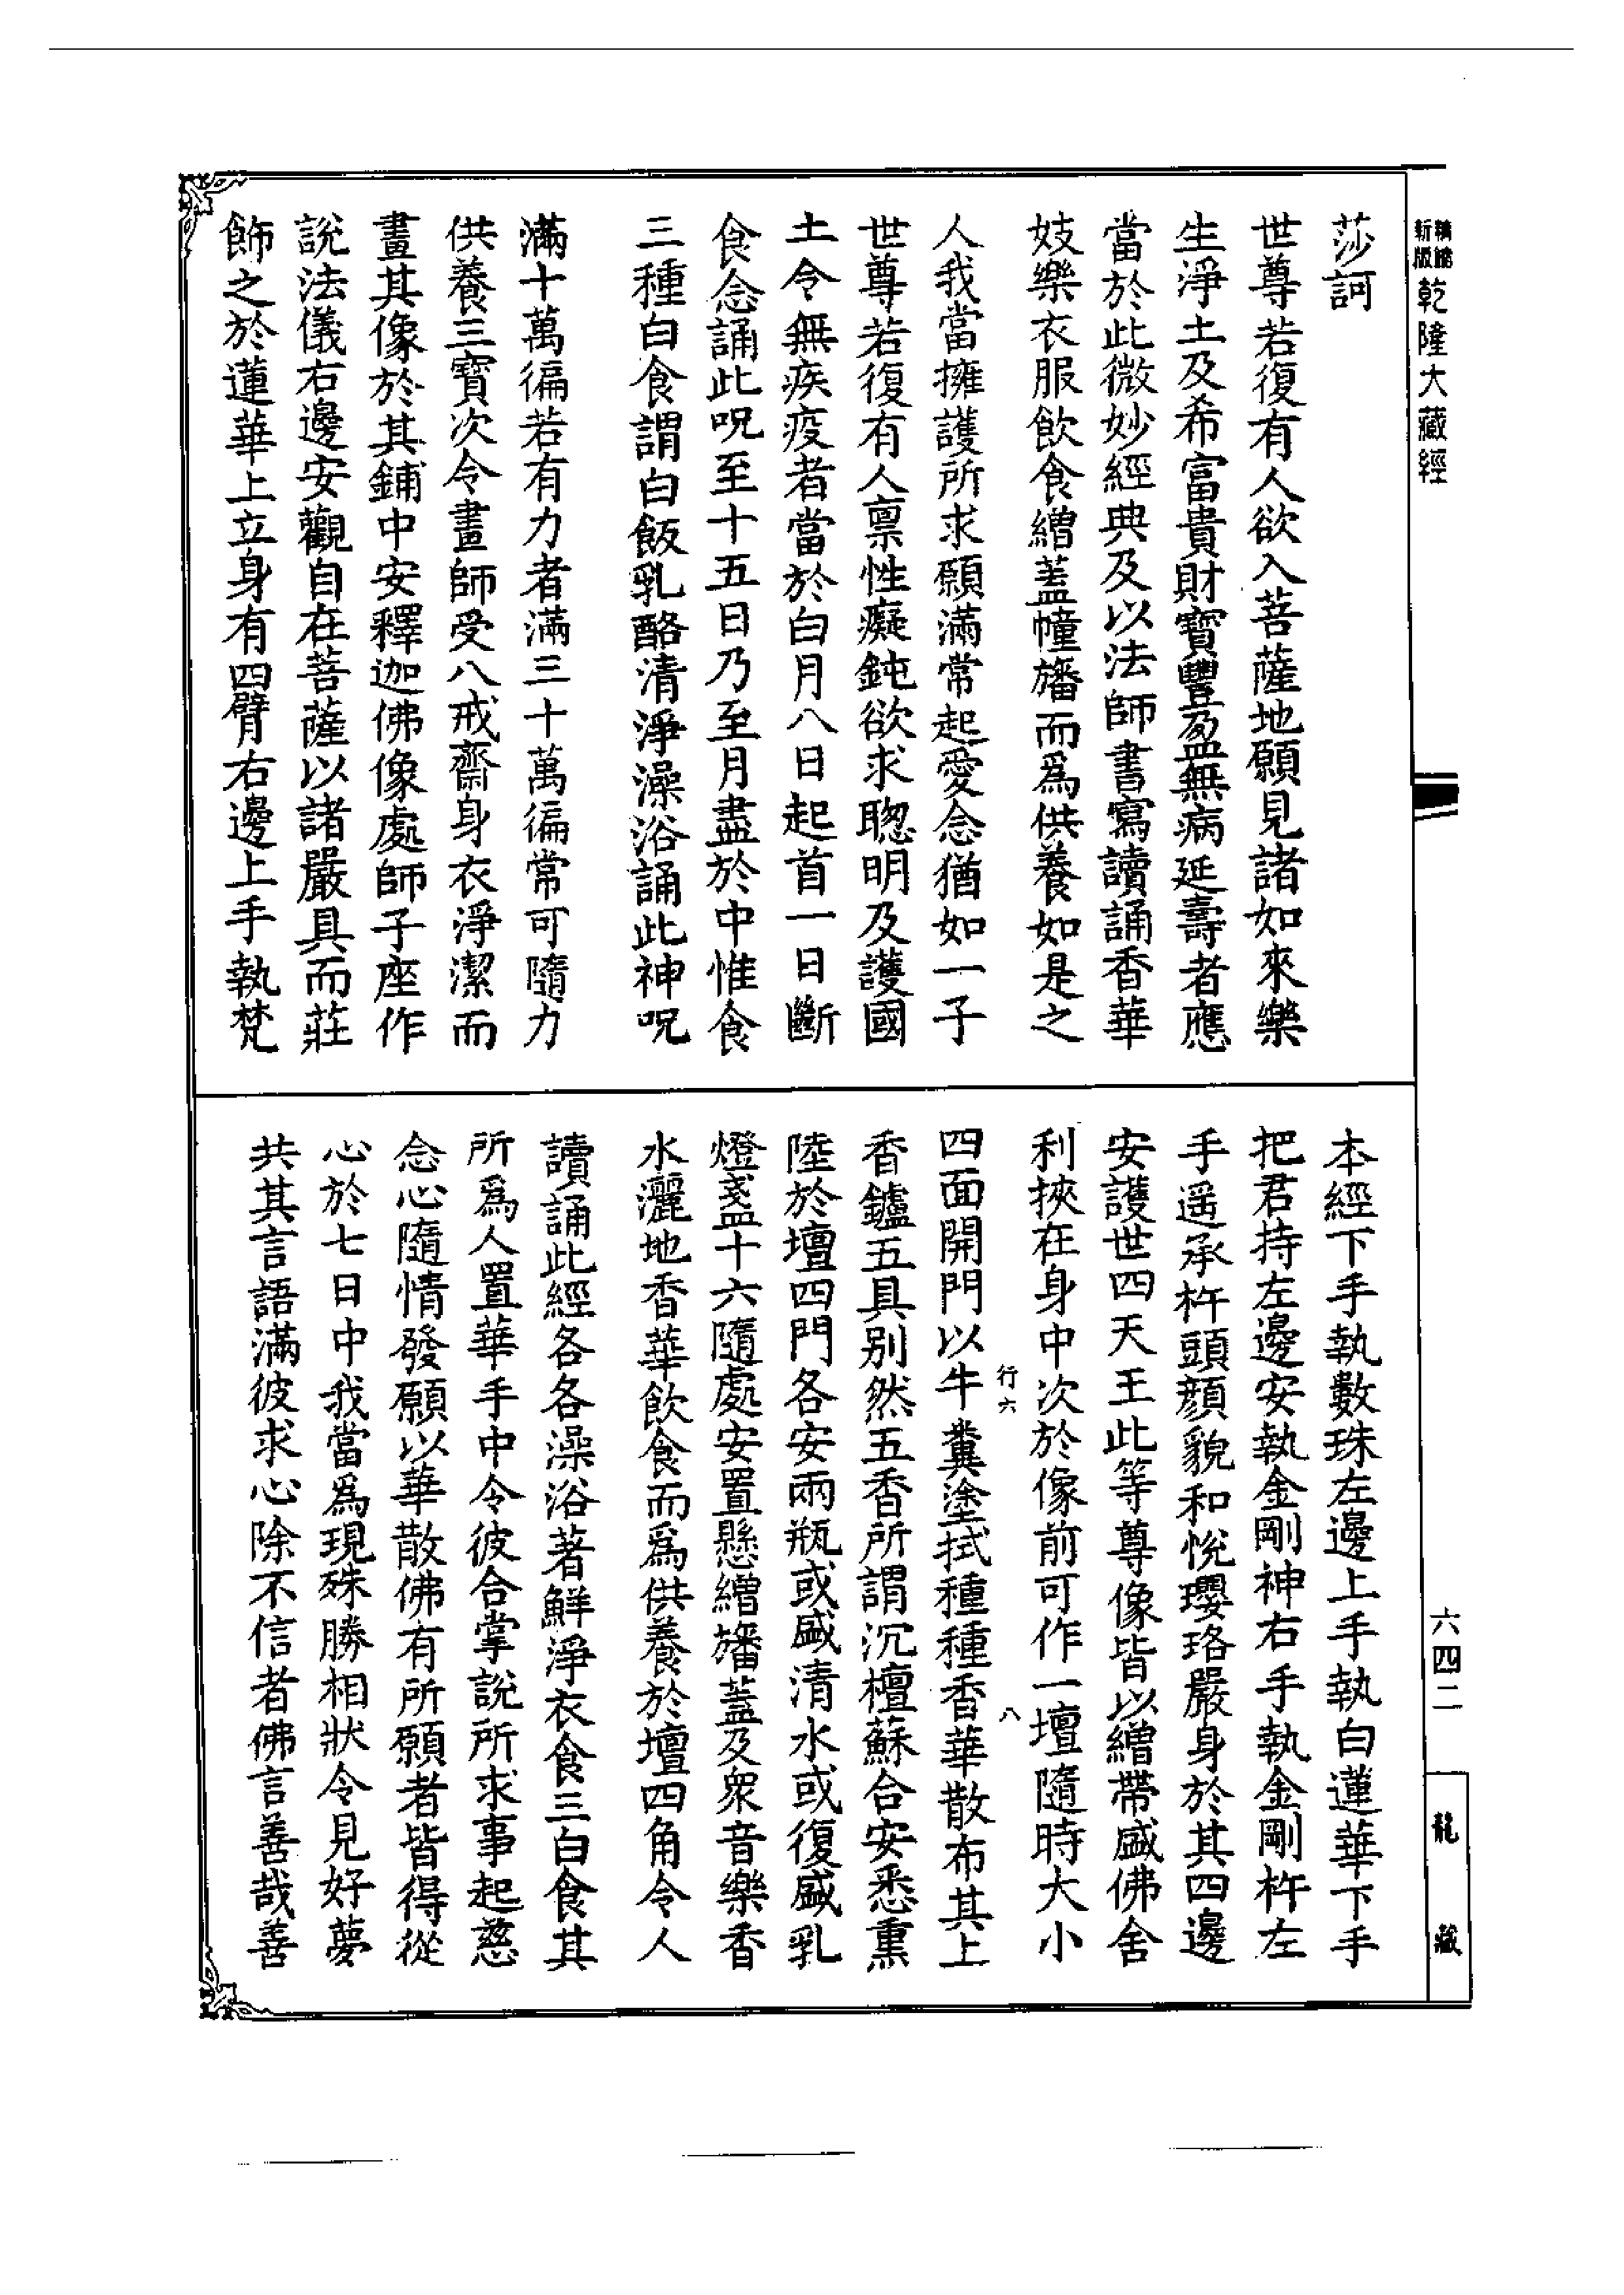 新版
乾隆大藏經
莎訶
世尊若復有人欲入菩薩地願見諸如來樂
生淨土及希富貴財寶豐盈無病延壽者應
當於此微妙經典及以法師書寫讀誦香華
妓樂衣服飲食繒蓋幢旛而爲供養如是之
人我當擁護所求願滿常起愛念猶如一子
世尊若復有人禀性癡鈍欲求聰明及護國
土令無疾疫者當於白月八日起首一日斷
食念誦此呪至十五日乃至月盡於中惟食
三種白食謂白飯乳酪清淨澡浴誦此神呪
滿十萬徧若有力者滿三十萬徧常可隨力
供養三寶次令畫師受八戒齋身衣淨潔而
畫其像於其鋪中安釋迦佛像處師子座作
說法儀右邊安觀自在菩薩以諸嚴具而莊
飾之於蓮華上立身有四臂右邊上手執梵
本經下手執數珠左邊上手執白蓮華下手
把君持左邊安執金剛神右手執金剛杵左
手遥承杵頭顔貌和悅瓔珞嚴身於其四邊
安護世四天王此等尊像皆以繒帶盛佛舍
利挾在身中次於像前可作一壇隨時大小
行六 八
四面開門以牛糞塗拭種種香華散布其上
香鑪五具別然五香所謂沉檀蘇合安悉熏
陸於壇四門各安兩瓶或盛清水或復盛乳
燈盞十六隨處安置懸繒旛蓋及衆音樂香
水灑地香華飲食而爲供養於壇四角令人
讀誦此經各各澡浴著鮮淨衣食三白食其
所爲人置華手中令彼合掌說所求事起慈
念心隨情發願以華散佛有所願者皆得從
心於七日中我當爲現殊勝相狀令見好夢
共其言語滿彼求心除不信者佛言善哉善
六四二
龍藏